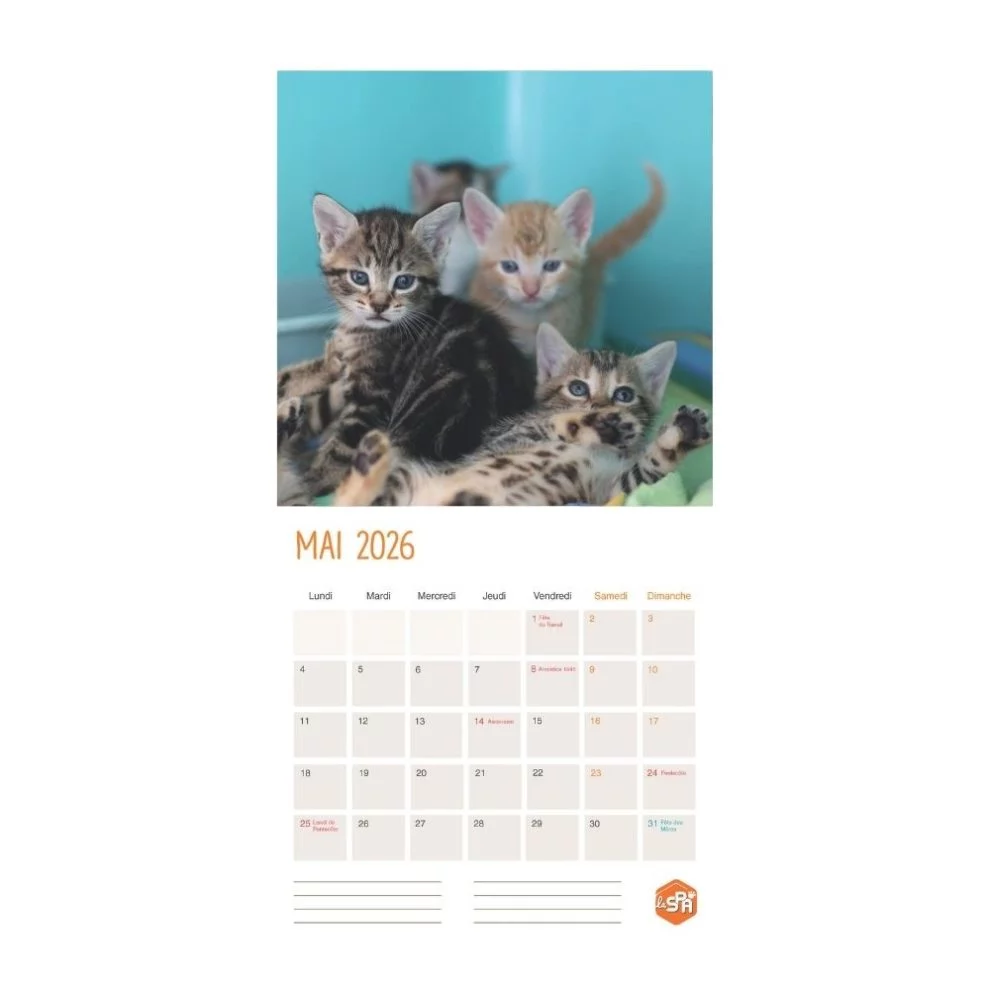 MAI 2026
Lundi Mardi Mercredi Jeudi Vendredi Samedi Dimanche
1 Fête du Travail 2 3
4 5 6 7 8 Armistice 1945 9 10
11 12 13 14 Ascension 15 16 17
18 19 20 21 22 23 24 Pentecôte
25 Lundi de Pentecôte 26 27 28 29 30 31 Fête des Mères
la SPA